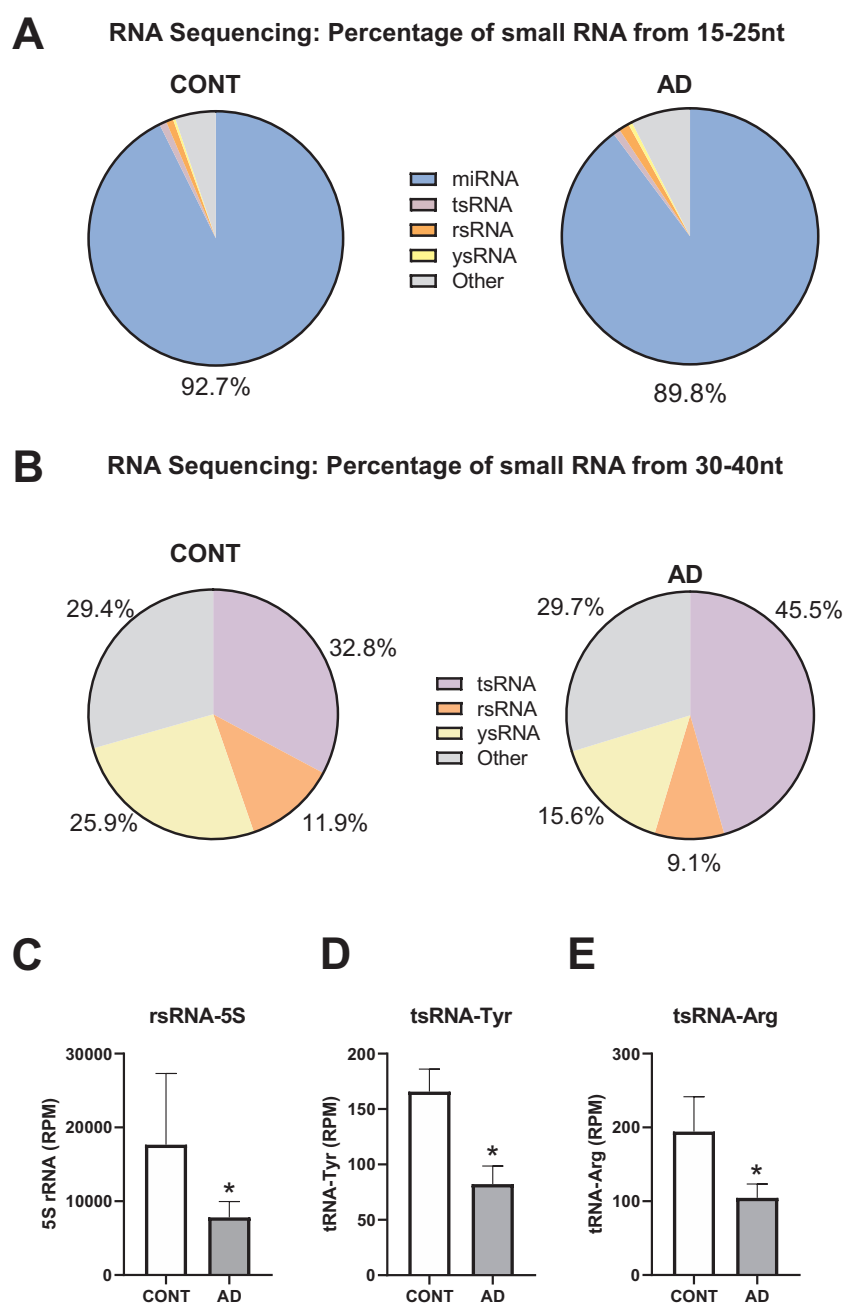 A
RNA Sequencing: Percentage of small RNA from 15-25nt
CONT
AD
miRNA
tsRNA
rsRNA
ysRNA
Other
92.7%
89.8%
B
RNA Sequencing: Percentage of small RNA from 30-40nt
CONT
AD
29.4%
32.8%
29.7%
45.5%
tsRNA
rsRNA
ysRNA
Other
25.9%
11.9%
15.6%
9.1%
C
rsRNA-5S
5S rRNA (RPM)
30000
20000
10000
0
*
CONT
AD
D
tsRNA-Tyr
tRNA-Tyr (RPM)
200
150
100
50
0
*
CONT
AD
E
tsRNA-Arg
tRNA-Arg (RPM)
300
200
100
0
*
CONT
AD